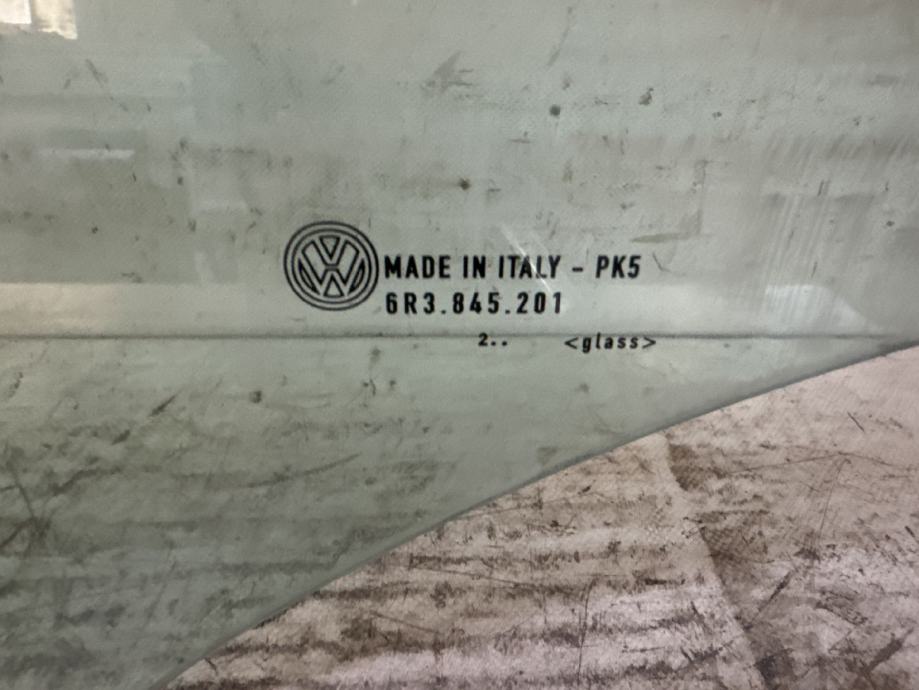 MADE IN ITALY - PK5
6R3.845.201
2.. <glass>